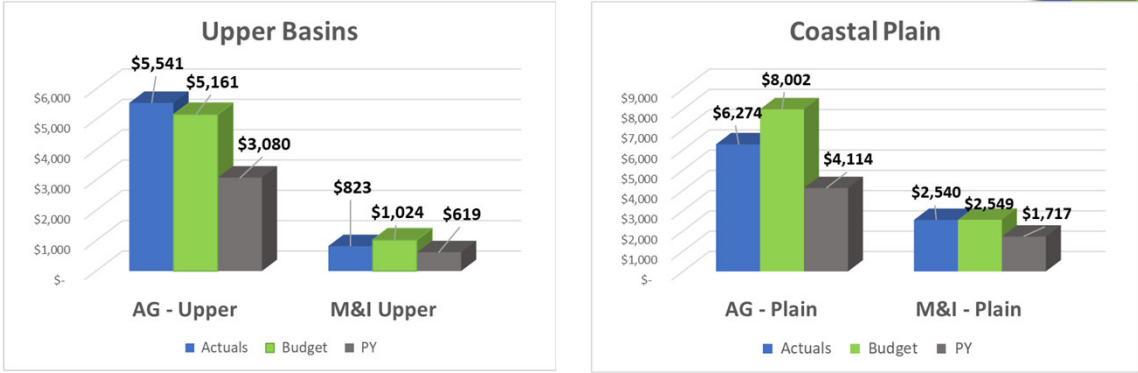 Upper Basins
$5,541
$5,161
$3,080
$823
$1,024
$619
$6,000
$5,000
$4,000
$3,000
$2,000
$1,000
$-
AG - Upper
M&I Upper
Actuals
Budget
PY
Coastal Plain
$6,274
$8,002
$4,114
$2,540
$2,549
$1,717
$9,000
$8,000
$7,000
$6,000
$5,000
$4,000
$3,000
$2,000
$1,000
$-
AG - Plain
M&I - Plain
Actuals
Budget
PY